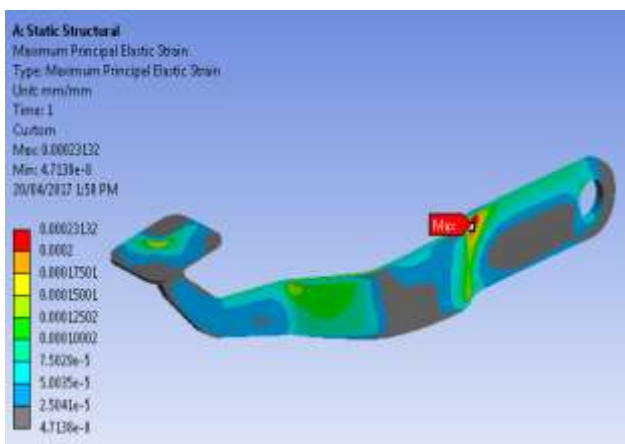 A: Static Structural
Maximum Principal Elastic Strain
Type: Maximum Principal Elastic Strain
Unit: mm/mm
Time: 1
Custom
Max: 0.00023132
Min: 4.7138e-8
20/04/2017 1:58 PM
Max
0.00023132
0.0002
0.00017501
0.00015001
0.00012502
0.00010002
7.5029e-5
5.0035e-5
2.5041e-5
4.7138e-8